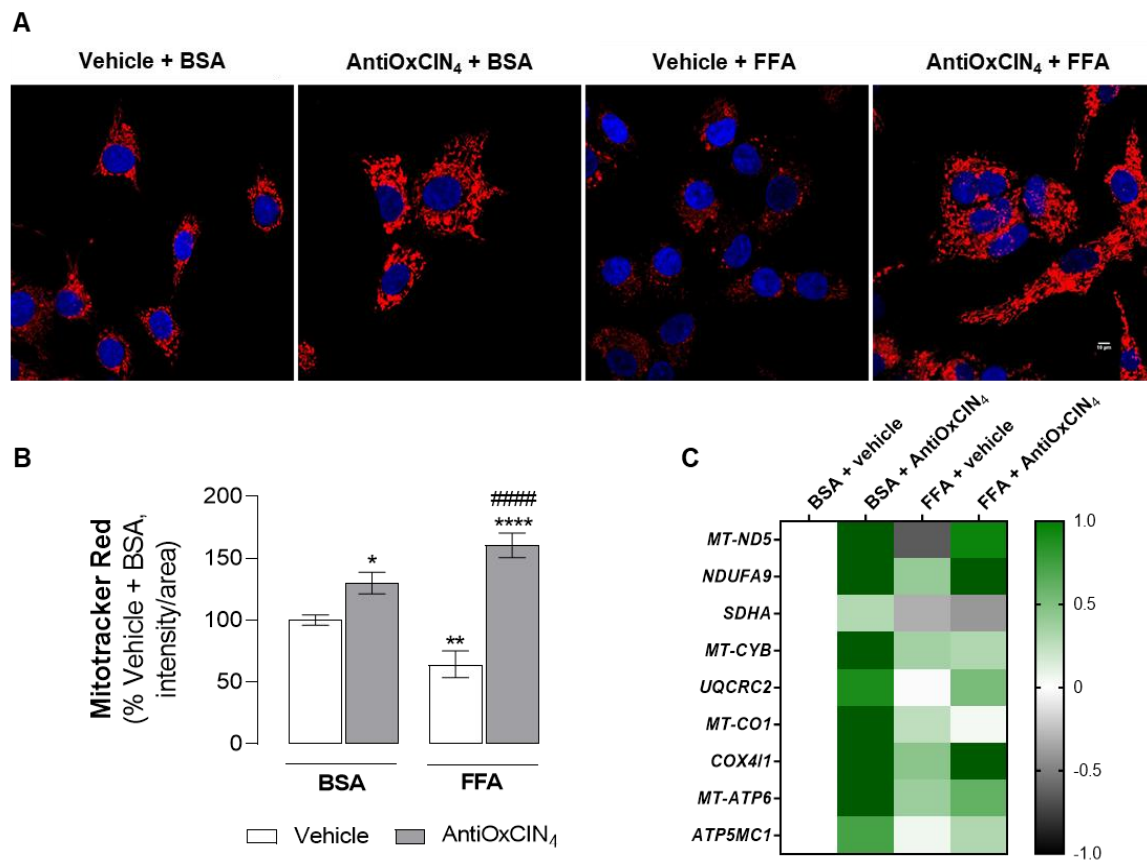 A
Vehicle + BSA
AntiOxCIN₄ + BSA
Vehicle + FFA
AntiOxCIN₄ + FFA
10 µm
B
Mitotracker Red
(% Vehicle + BSA,
intensity/area)
200
150
100
50
0
*
**
####
****
BSA
FFA
Vehicle
AntiOxCIN₄
C
BSA + vehicle
BSA + AntiOxCIN₄
FFA + vehicle
FFA + AntiOxCIN₄
MT-ND5
NDUFA9
SDHA
MT-CYB
UQCRC2
MT-CO1
COX4I1
MT-ATP6
ATP5MC1
1.0
0.5
0
-0.5
-1.0